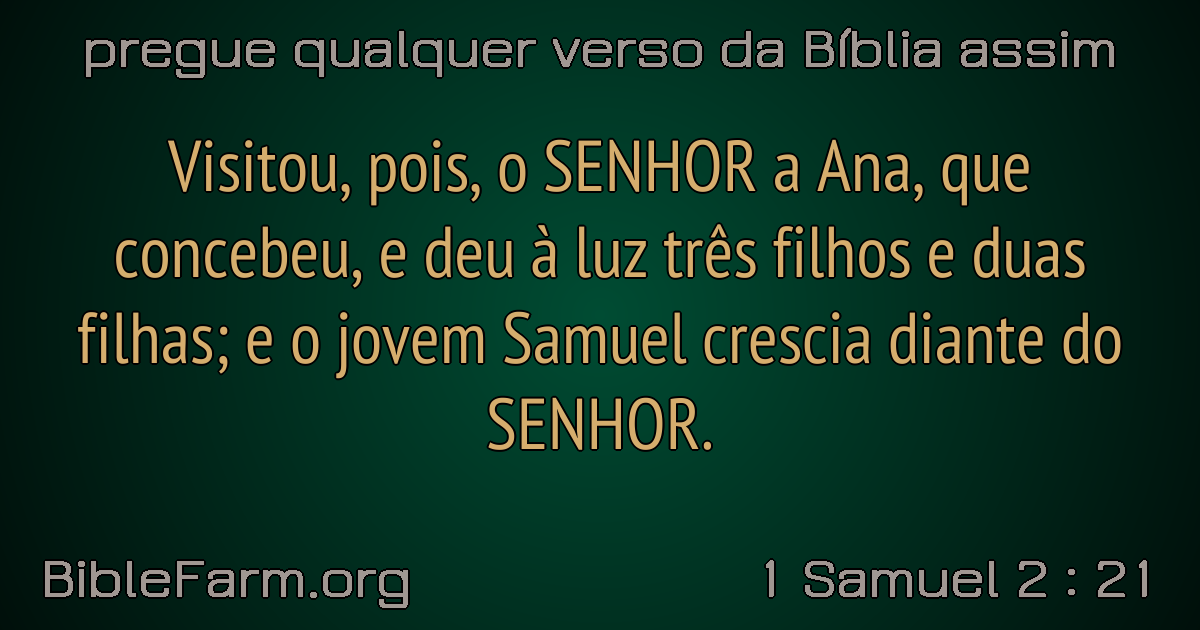 pregue qualquer verso da Bíblia assim
Visitou, pois, o SENHOR a Ana, que
concebeu, e deu à luz três filhos e duas
filhas; e o jovem Samuel crescia diante do
SENHOR.
BibleFarm.org
1 Samuel 2 : 21